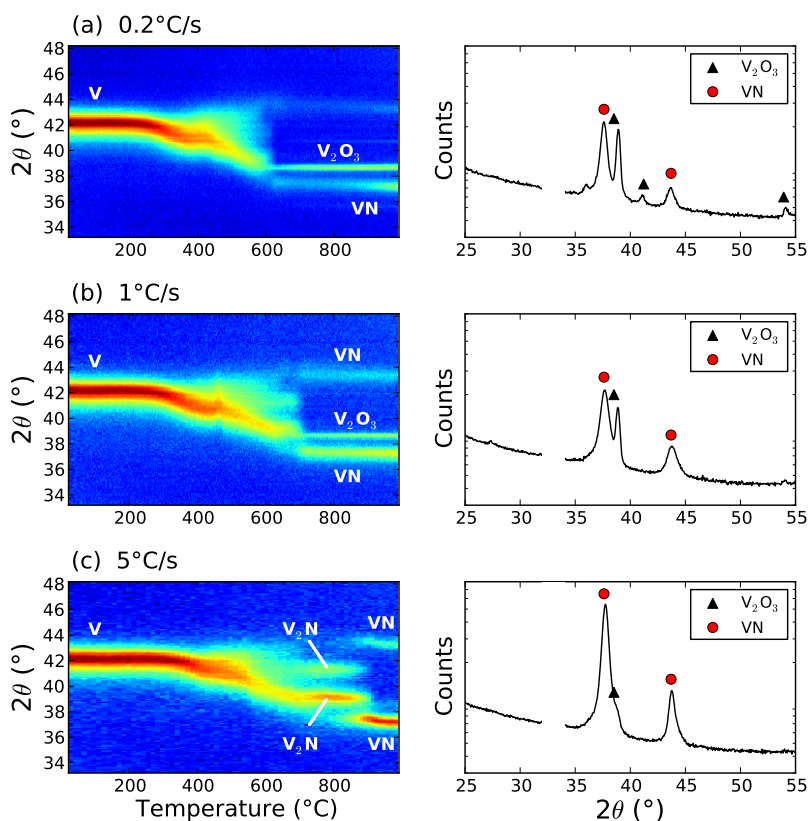 (a) 0.2°C/s
48
46
44
42
40
38
36
34
2θ (°)
V
V₂O₃
VN
200 400 600 800
Counts
V₂O₃
VN
25 30 35 40 45 50 55
(b) 1°C/s
48
46
44
42
40
38
36
34
2θ (°)
V
VN
V₂O₃
VN
200 400 600 800
Counts
V₂O₃
VN
25 30 35 40 45 50 55
(c) 5°C/s
48
46
44
42
40
38
36
34
2θ (°)
V
V₂N
VN
V₂N
VN
200 400 600 800
Temperature (°C)
Counts
V₂O₃
VN
25 30 35 40 45 50 55
2θ (°)